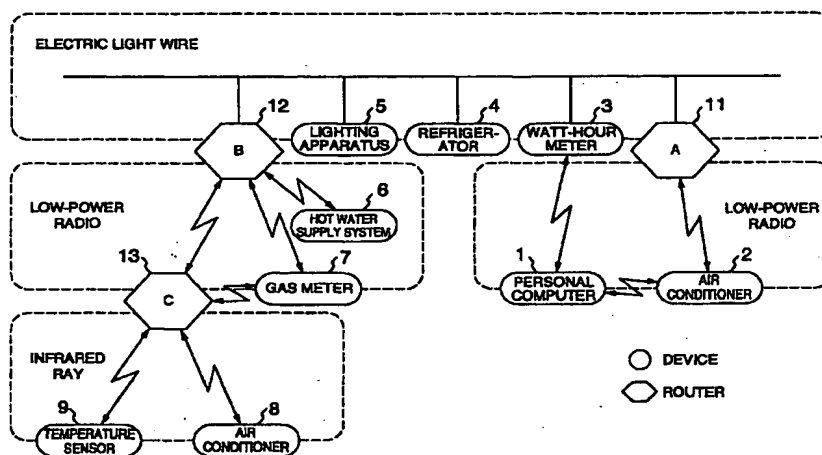 ELECTRIC LIGHT WIRE
12
5
4
3
11
B
LIGHTING
APPARATUS
REFRIGER-
ATOR
WATT-HOUR
METER
A
LOW-POWER
RADIO
6
HOT WATER
SUPPLY SYSTEM
LOW-POWER
RADIO
13
7
1
2
C
GAS METER
PERSONAL
COMPUTER
AIR
CONDITIONER
INFRARED
RAY
DEVICE
ROUTER
9
8
TEMPERATURE
SENSOR
AIR
CONDITIONER